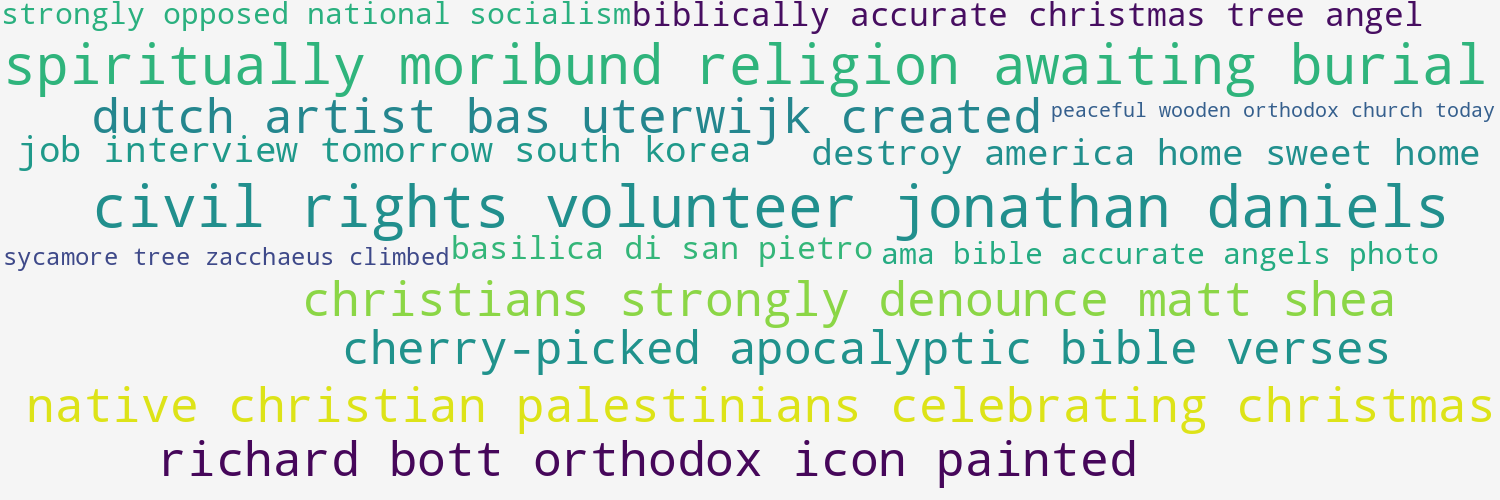 strongly opposed national socialism biblically accurate christmas tree angel
spiritually moribund religion awaiting burial
dutch artist bas uterwijk created peaceful wooden orthodox church today
job interview tomorrow south korea destroy america home sweet home
civil rights volunteer jonathan daniels
sycamore tree zacchaeus climbed basilica di san pietro ama bible accurate angels photo
christians strongly denounce matt shea
cherry-picked apocalyptic bible verses
native christian palestinians celebrating christmas
richard bott orthodox icon painted